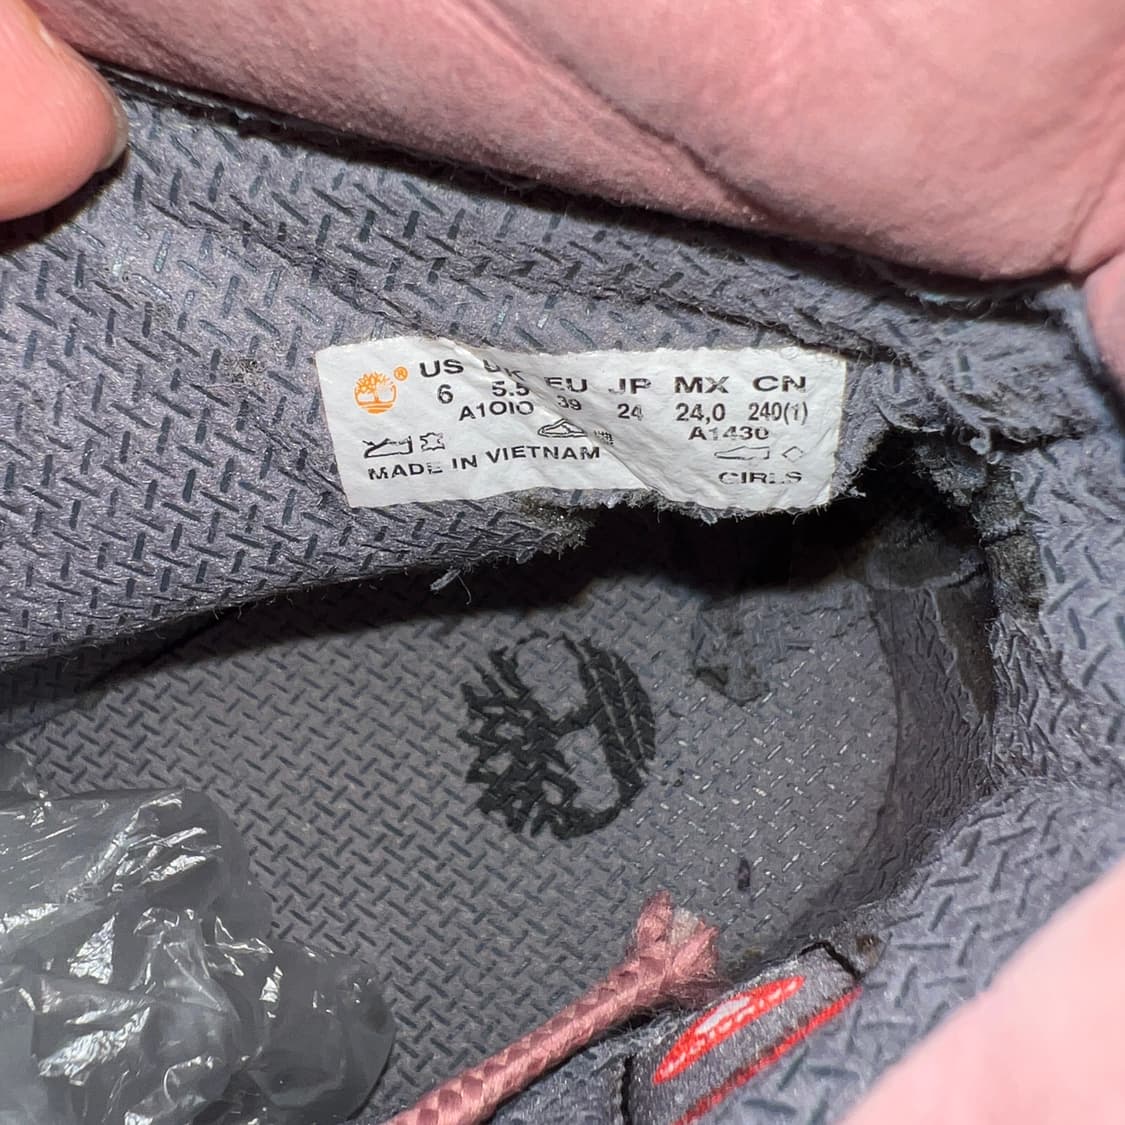 US UK EU JP MX CN
6 5.5 39 24 24,0 240(1)
A1OIO A1430
MADE IN VIETNAM GIRLS